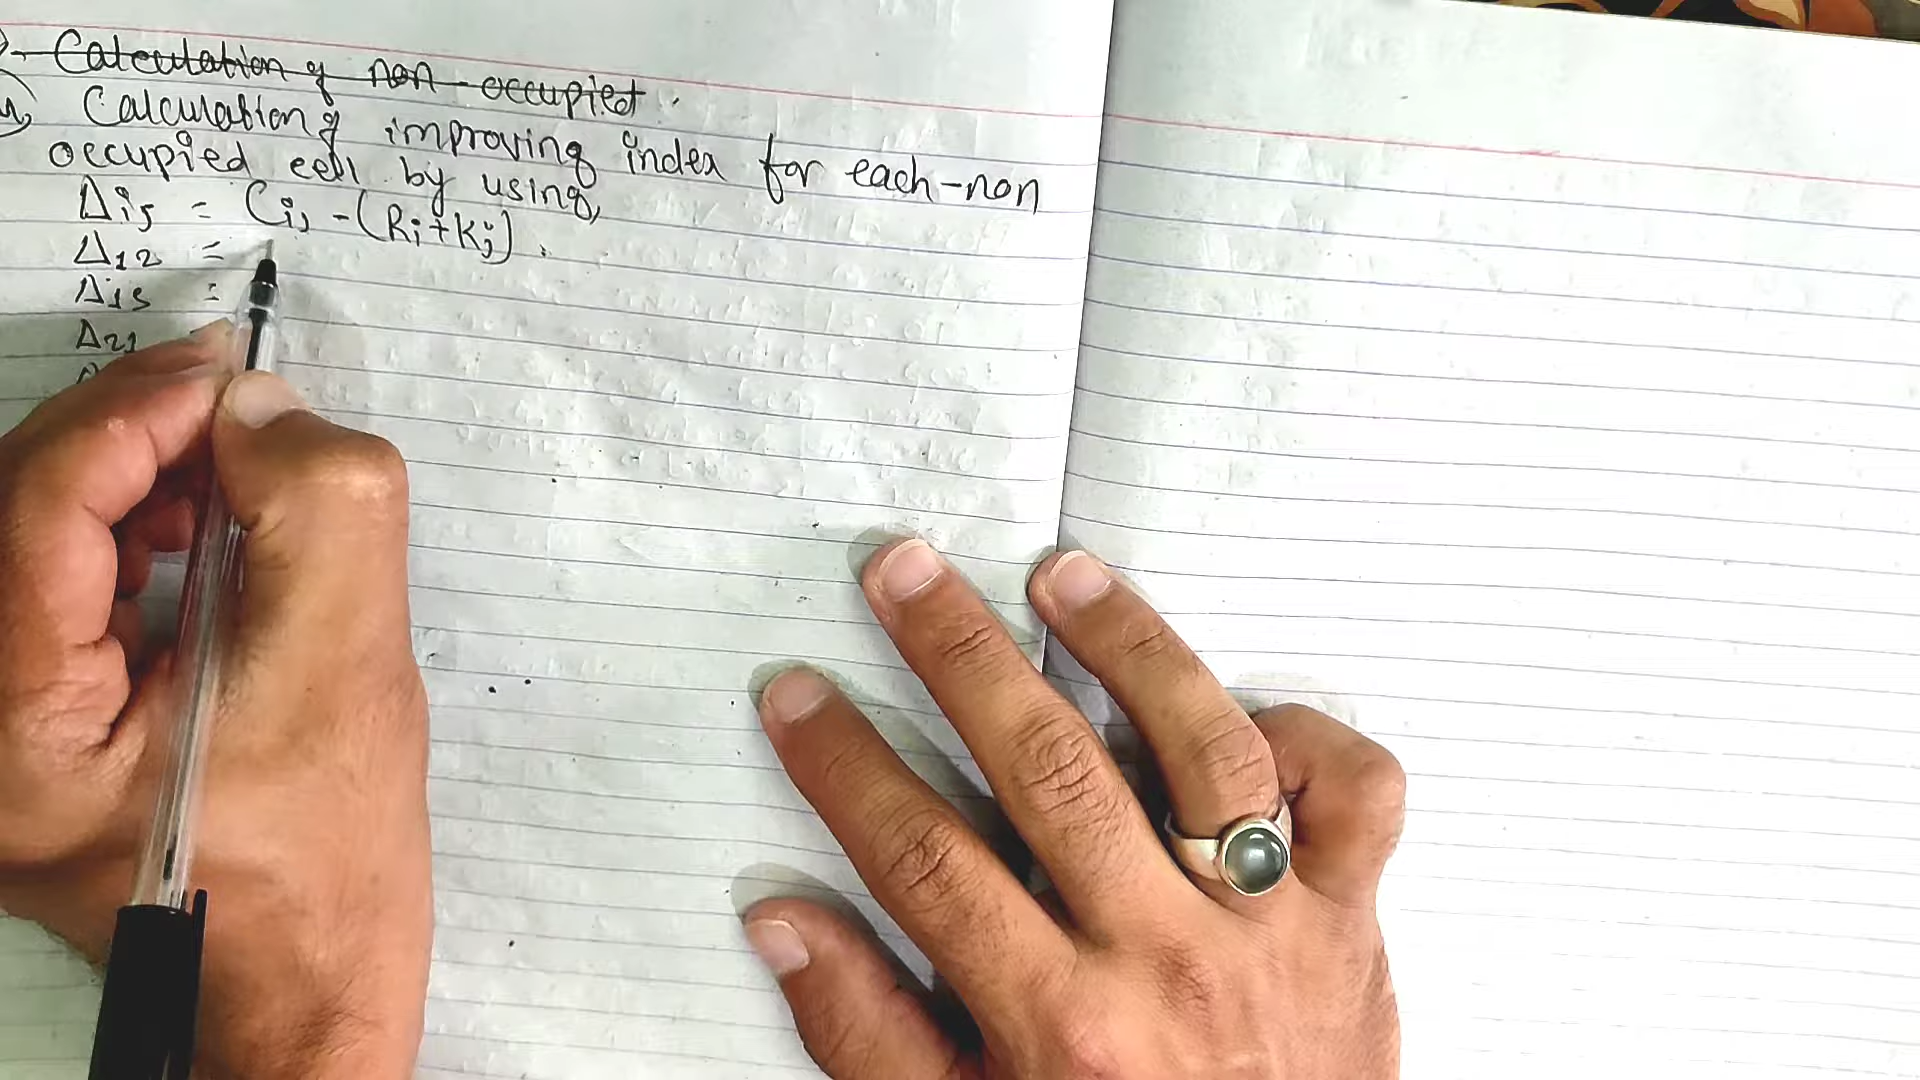 Calculation of non-occupied
Calculation of improving index for each-non
occupied cell by using,
Δij = Cij - (Ri+Kj).
Δ12 =
Δ13 =
Δ21